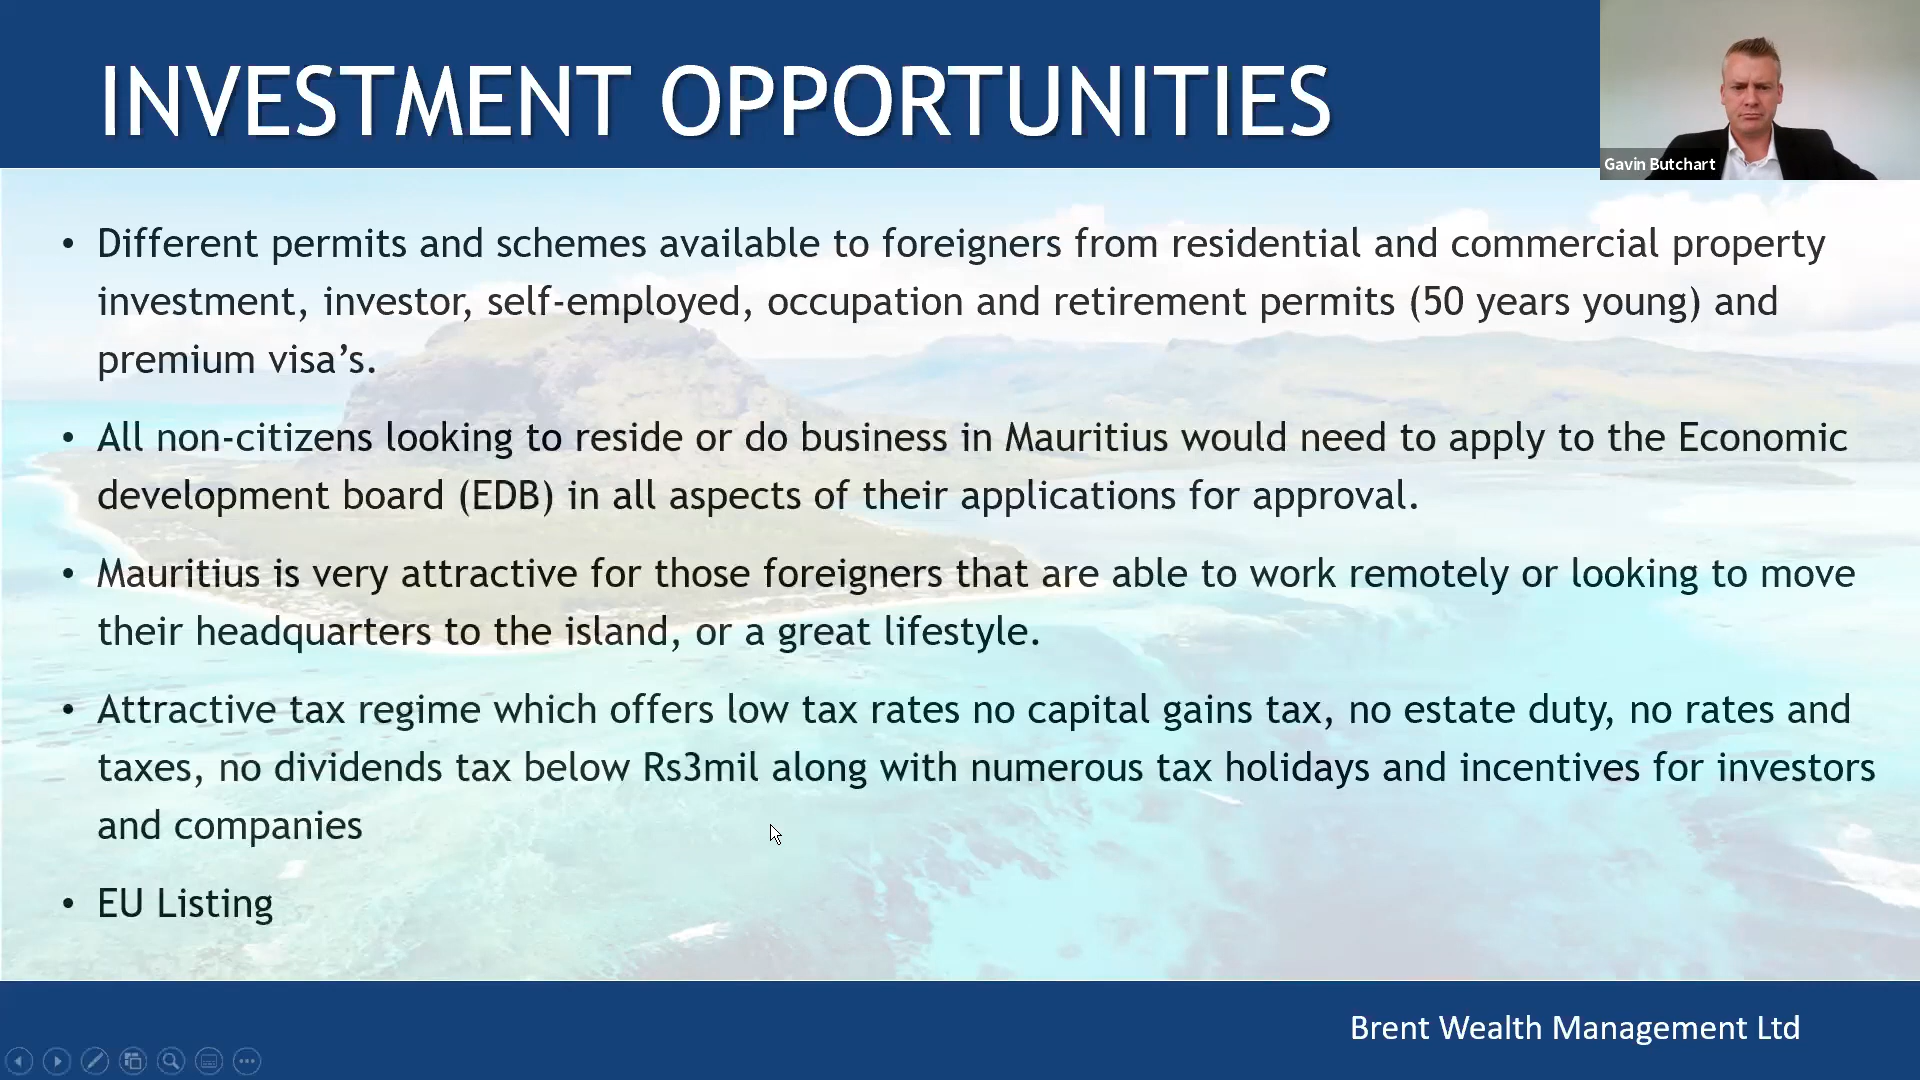 INVESTMENT OPPORTUNITIES
Gavin Butchart
• Different permits and schemes available to foreigners from residential and commercial property
investment, investor, self-employed, occupation and retirement permits (50 years young) and
premium visa’s.
• All non-citizens looking to reside or do business in Mauritius would need to apply to the Economic
development board (EDB) in all aspects of their applications for approval.
• Mauritius is very attractive for those foreigners that are able to work remotely or looking to move
their headquarters to the island, or a great lifestyle.
• Attractive tax regime which offers low tax rates no capital gains tax, no estate duty, no rates and
taxes, no dividends tax below Rs3mil along with numerous tax holidays and incentives for investors
and companies
• EU Listing
Brent Wealth Management Ltd